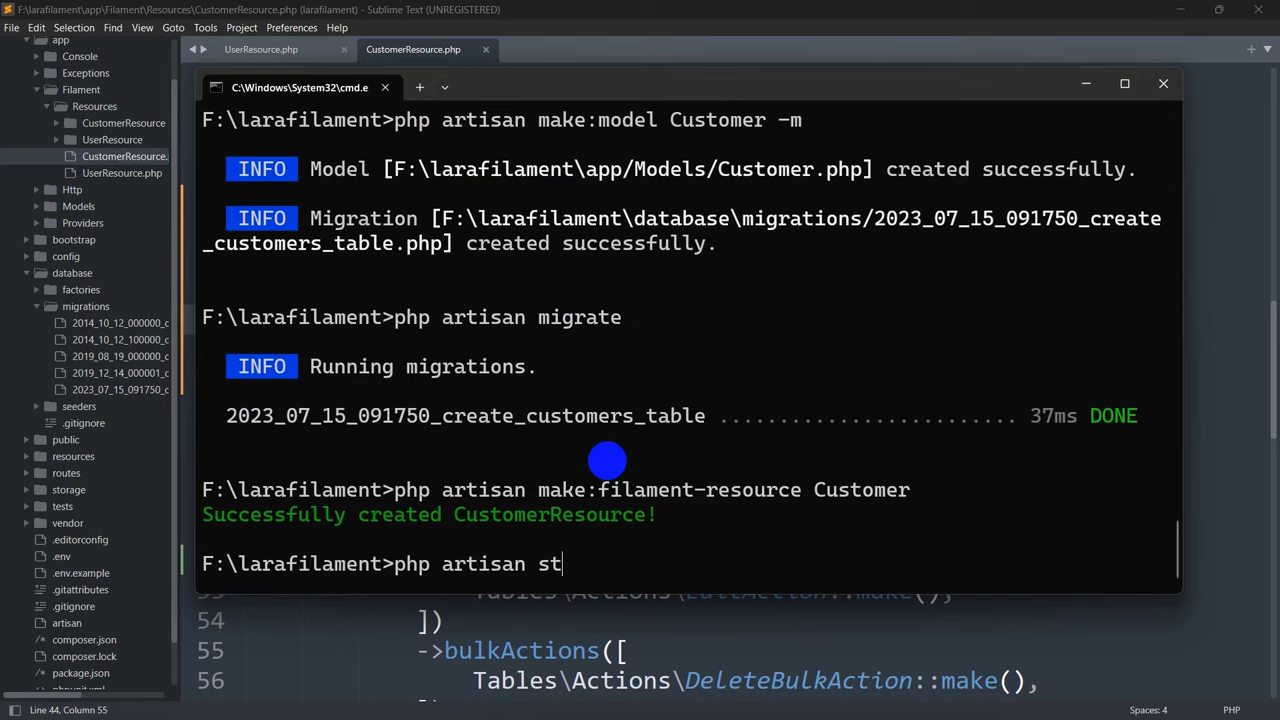 F:\larafilament\app\Filament\Resources\CustomerResource.php (larafilament) - Sublime Text (UNREGISTERED)
File Edit Selection Find View Goto Tools Project Preferences Help
app
Console
Exceptions
Filament
Resources
CustomerResource
UserResource
CustomerResource.
UserResource.php
Http
Models
Providers
bootstrap
config
database
factories
migrations
2014_10_12_000000_c
2014_10_12_100000_c
2019_08_19_000000_c
2019_12_14_000001_c
2023_07_15_091750_c
seeders
.gitignore
public
resources
routes
storage
tests
vendor
.editorconfig
.env
.env.example
.gitattributes
.gitignore
artisan
composer.json
composer.lock
package.json
phpunit.xml
UserResource.php
CustomerResource.php
C:\Windows\System32\cmd.e
F:\larafilament>php artisan make:model Customer -m
INFO Model [F:\larafilament\app/Models/Customer.php] created successfully.
INFO Migration [F:\larafilament\database\migrations/2023_07_15_091750_create
_customers_table.php] created successfully.
F:\larafilament>php artisan migrate
INFO Running migrations.
2023_07_15_091750_create_customers_table ......................... 37ms DONE
F:\larafilament>php artisan make:filament-resource Customer
Successfully created CustomerResource!
F:\larafilament>php artisan st
53 Tables\Actions\EditAction::make(),
54 ])
55 ->bulkActions([
56 Tables\Actions\DeleteBulkAction::make(),
Line 44, Column 55
Spaces: 4
PHP